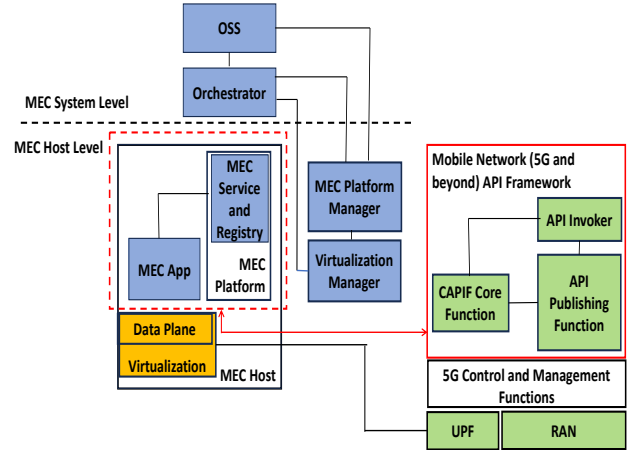 OSS
Orchestrator
MEC System Level
MEC Host Level
MEC
Service
and
Registry
MEC App
MEC
Platform
MEC Platform
Manager
Virtualization
Manager
Data Plane
Virtualization
MEC Host
Mobile Network (5G and
beyond) API Framework
API Invoker
CAPIF Core
Function
API
Publishing
Function
5G Control and Management
Functions
UPF
RAN